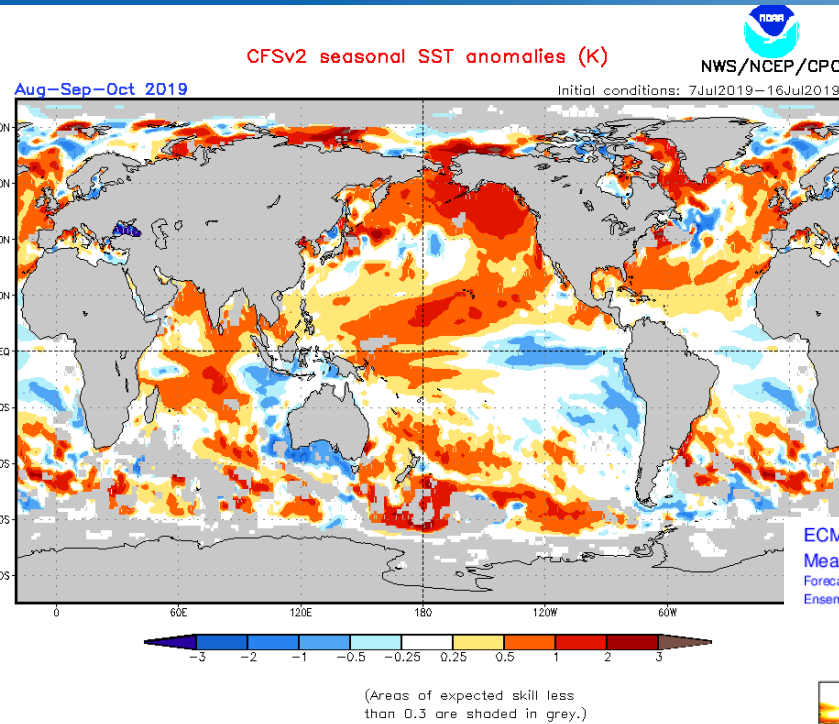 NOAA
CFSv2 seasonal SST anomalies (K)
NWS/NCEP/CPC
Aug-Sep-Oct 2019
Initial conditions: 7Jul2019-16Jul2019
EQ
0 60E 120E 180 120W 60W
ECM
Mea
Foreca
Ensem
-3 -2 -1 -0.5 -0.25 0.25 0.5 1 2 3
(Areas of expected skill less
than 0.3 are shaded in grey.)